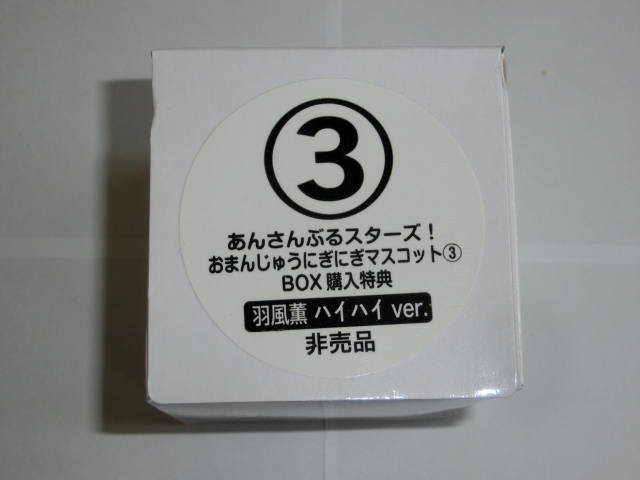 ③
あんさんぶるスターズ!
おまんじゅうにぎにぎマスコット③
BOX購入特典
羽風薫 ハイハイ ver.
非売品